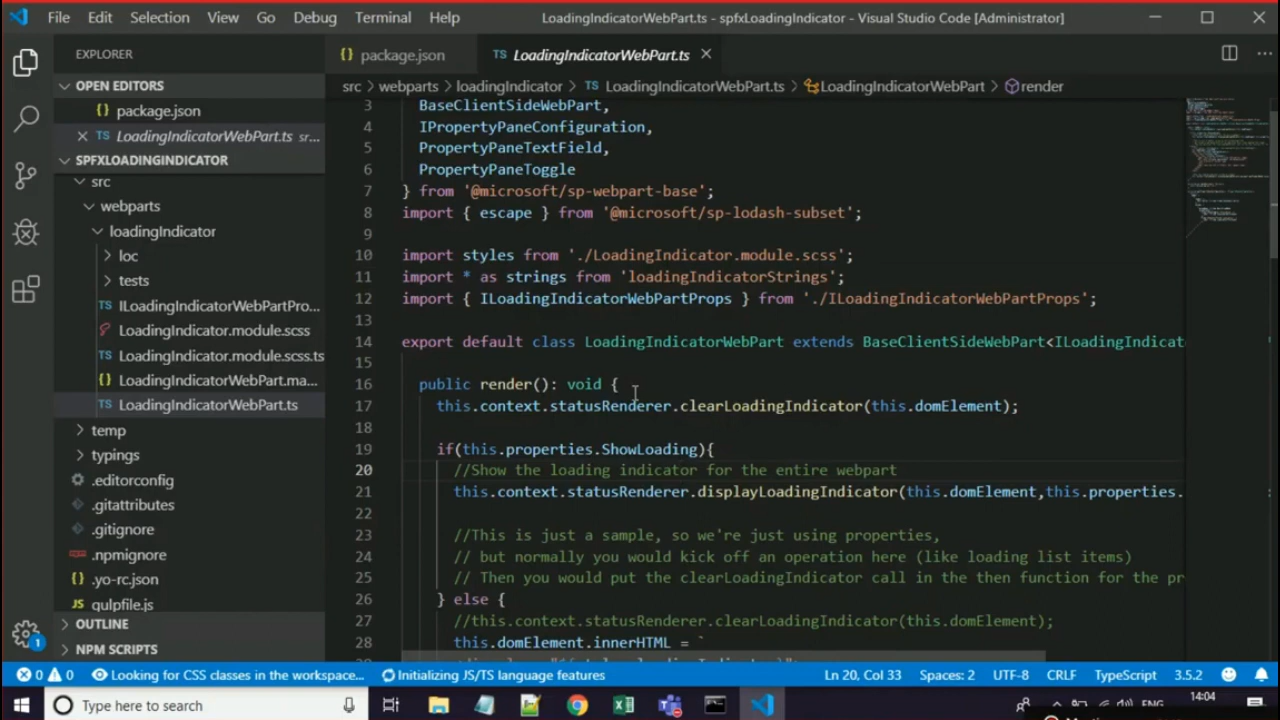 File Edit Selection View Go Debug Terminal Help LoadingIndicatorWebPart.ts - spfxLoadingIndicator - Visual Studio Code [Administrator]
EXPLORER
OPEN EDITORS
{} package.json
TS LoadingIndicatorWebPart.ts sr...
SPFXLOADINGINDICATOR
src
webparts
loadingIndicator
loc
tests
TS ILoadingIndicatorWebPartPro...
LoadingIndicator.module.scss
TS LoadingIndicator.module.scss.ts
{} LoadingIndicatorWebPart.ma...
TS LoadingIndicatorWebPart.ts
temp
typings
.editorconfig
.gitattributes
.gitignore
.npmignore
{} .yo-rc.json
JS gulpfile.js
OUTLINE
NPM SCRIPTS
{} package.json TS LoadingIndicatorWebPart.ts
src > webparts > loadingIndicator > TS LoadingIndicatorWebPart.ts > LoadingIndicatorWebPart > render
3 BaseClientSideWebPart,
4 IPropertyPaneConfiguration,
5 PropertyPaneTextField,
6 PropertyPaneToggle
7 } from '@microsoft/sp-webpart-base';
8 import { escape } from '@microsoft/sp-lodash-subset';
9
10 import styles from './LoadingIndicator.module.scss';
11 import * as strings from 'loadingIndicatorStrings';
12 import { ILoadingIndicatorWebPartProps } from './ILoadingIndicatorWebPartProps';
13
14 export default class LoadingIndicatorWebPart extends BaseClientSideWebPart<ILoadingIndicat
15
16 public render(): void {
17 this.context.statusRenderer.clearLoadingIndicator(this.domElement);
18
19 if(this.properties.ShowLoading){
20 //Show the loading indicator for the entire webpart
21 this.context.statusRenderer.displayLoadingIndicator(this.domElement,this.properties.
22
23 //This is just a sample, so we're just using properties,
24 // but normally you would kick off an operation here (like loading list items)
25 // Then you would put the clearLoadingIndicator call in the then function for the pr
26 } else {
27 //this.context.statusRenderer.clearLoadingIndicator(this.domElement);
28 this.domElement.innerHTML = `
0 0 Looking for CSS classes in the workspace... Initializing JS/TS language features Ln 20, Col 33 Spaces: 2 UTF-8 CRLF TypeScript 3.5.2
1
Type here to search
ENG
14:04